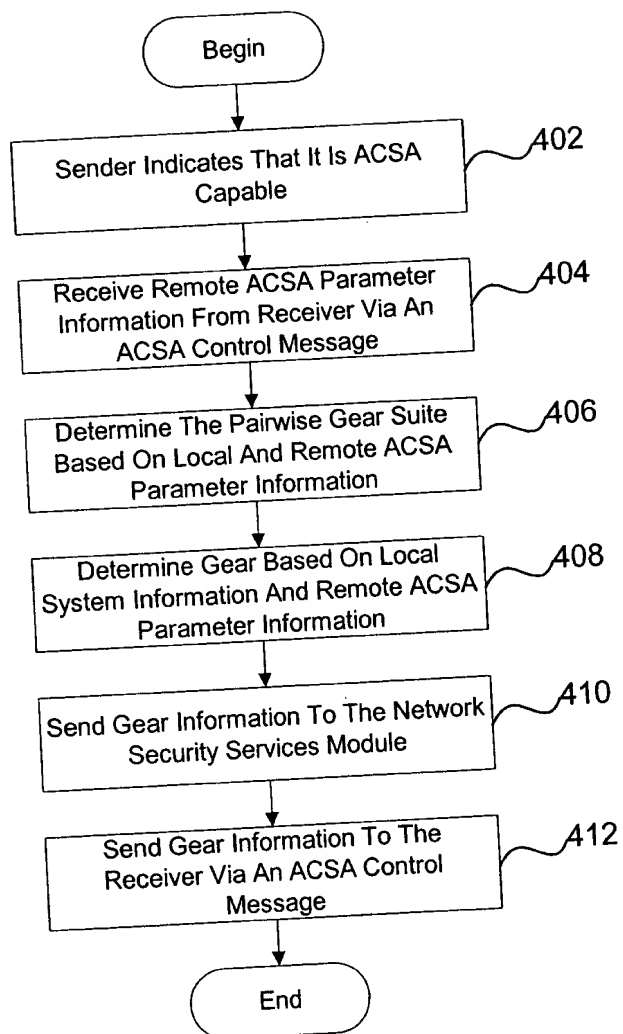 Begin
Sender Indicates That It Is ACSA
Capable
402
Receive Remote ACSA Parameter
Information From Receiver Via An
ACSA Control Message
404
Determine The Pairwise Gear Suite
Based On Local And Remote ACSA
Parameter Information
406
Determine Gear Based On Local
System Information And Remote ACSA
Parameter Information
408
Send Gear Information To The Network
Security Services Module
410
Send Gear Information To The
Receiver Via An ACSA Control
Message
412
End